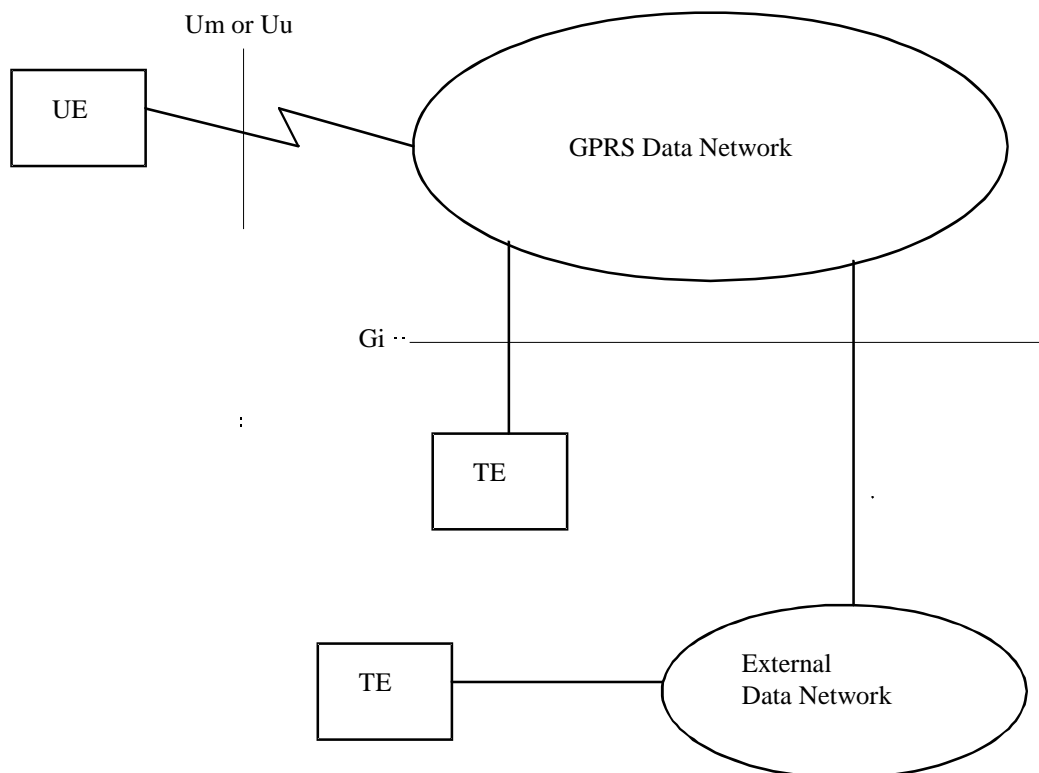 Um or Uu
UE
GPRS Data Network
Gi
TE
TE
External
Data Network